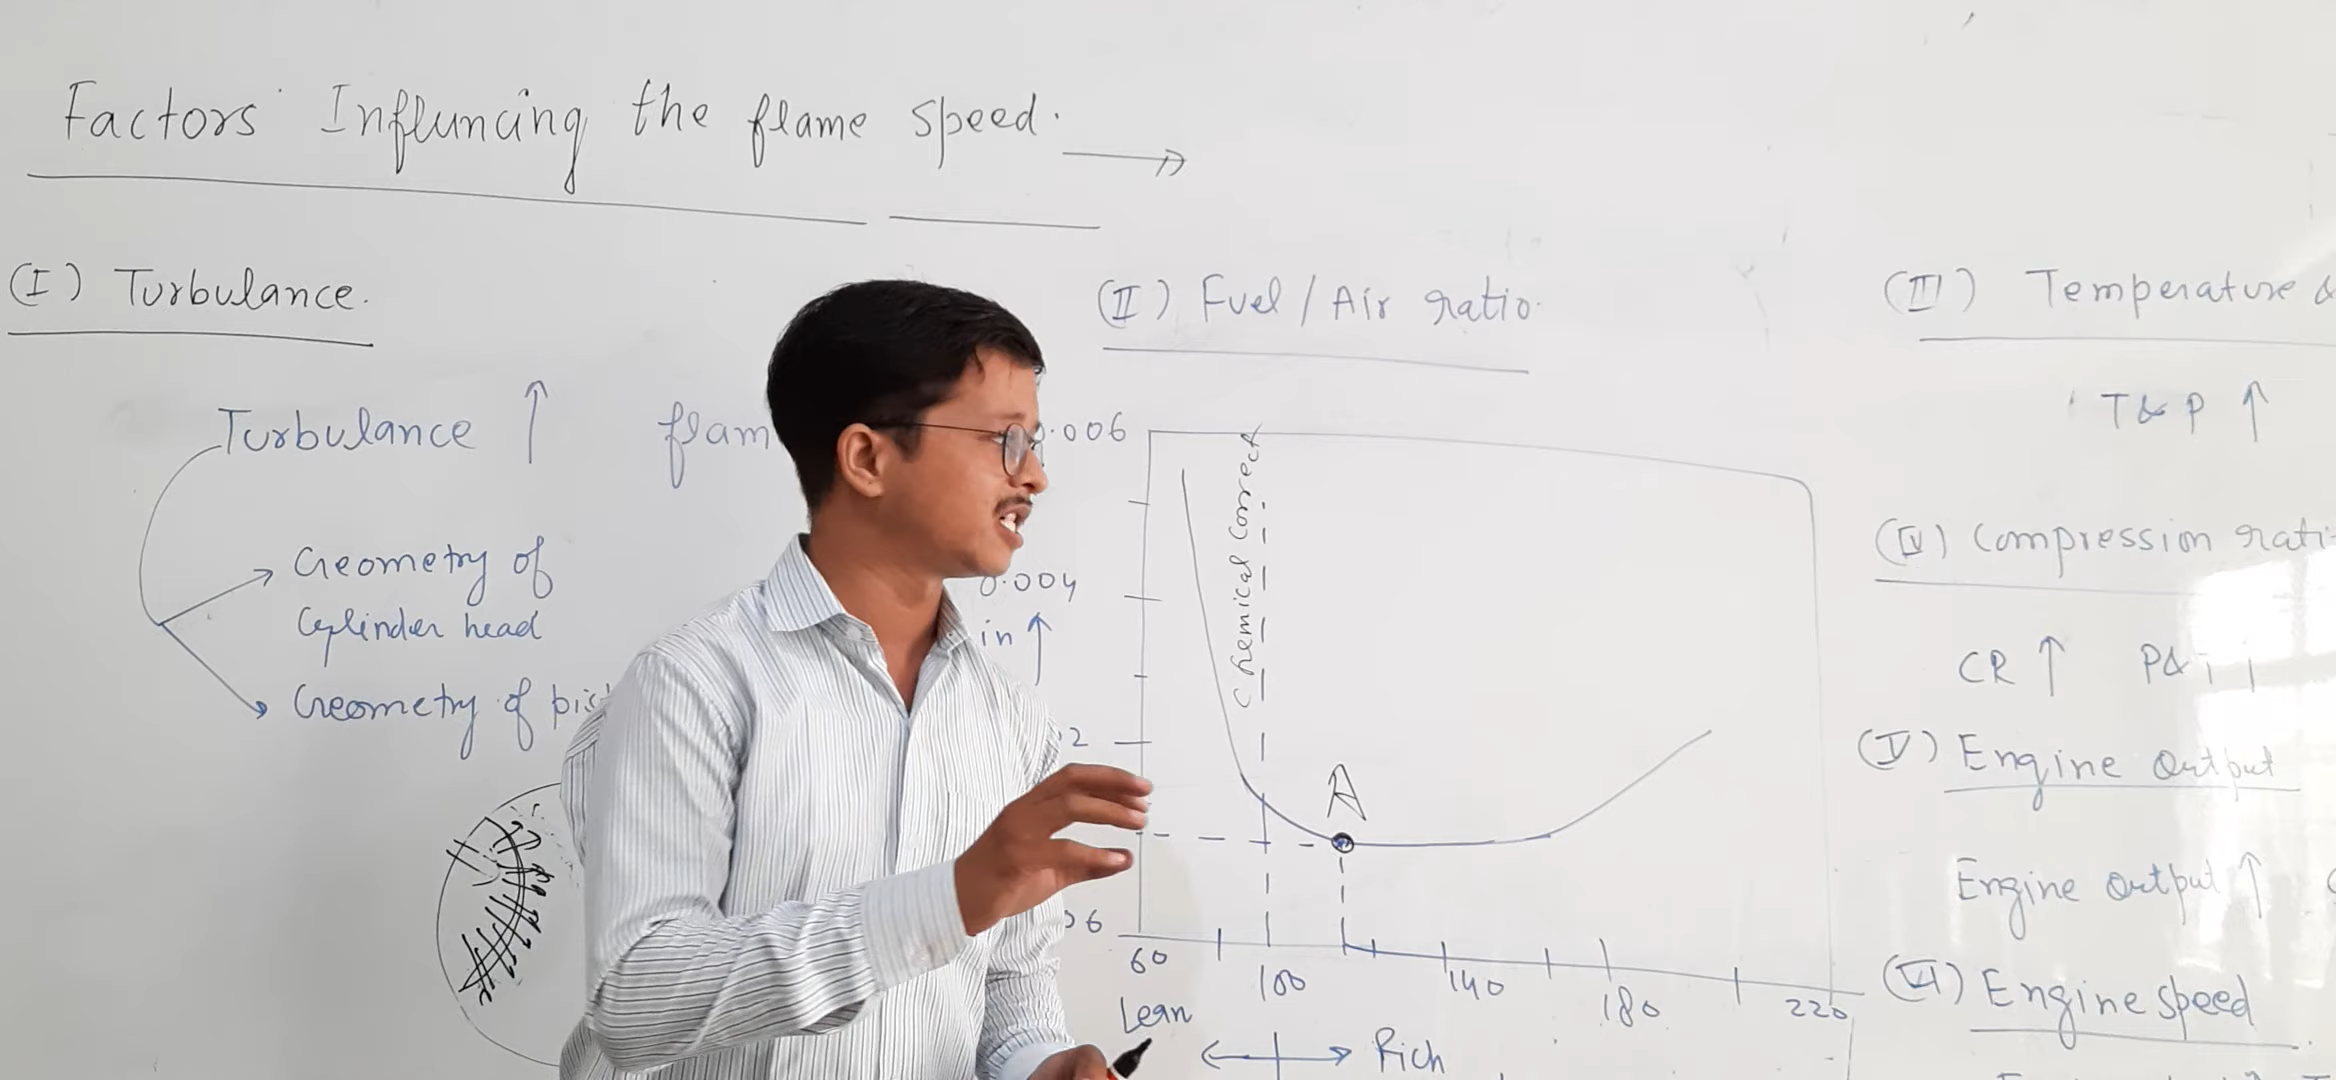 Factors Influncing the flame speed.
(I) Turbulance.
Turbulance ↑ flam
Geometry of
Cylinder head
Geometry of
(II) Fuel / Air ratio.
0.006
0.004
in ↑
Chemical Correct
A
60
100
140
180
220
Lean
Rich
(III) Temperature &
T & P ↑
(IV) Compression
CR ↑ P&
(V) Engine Output
Engine Output ↑
(VI) Engine speed